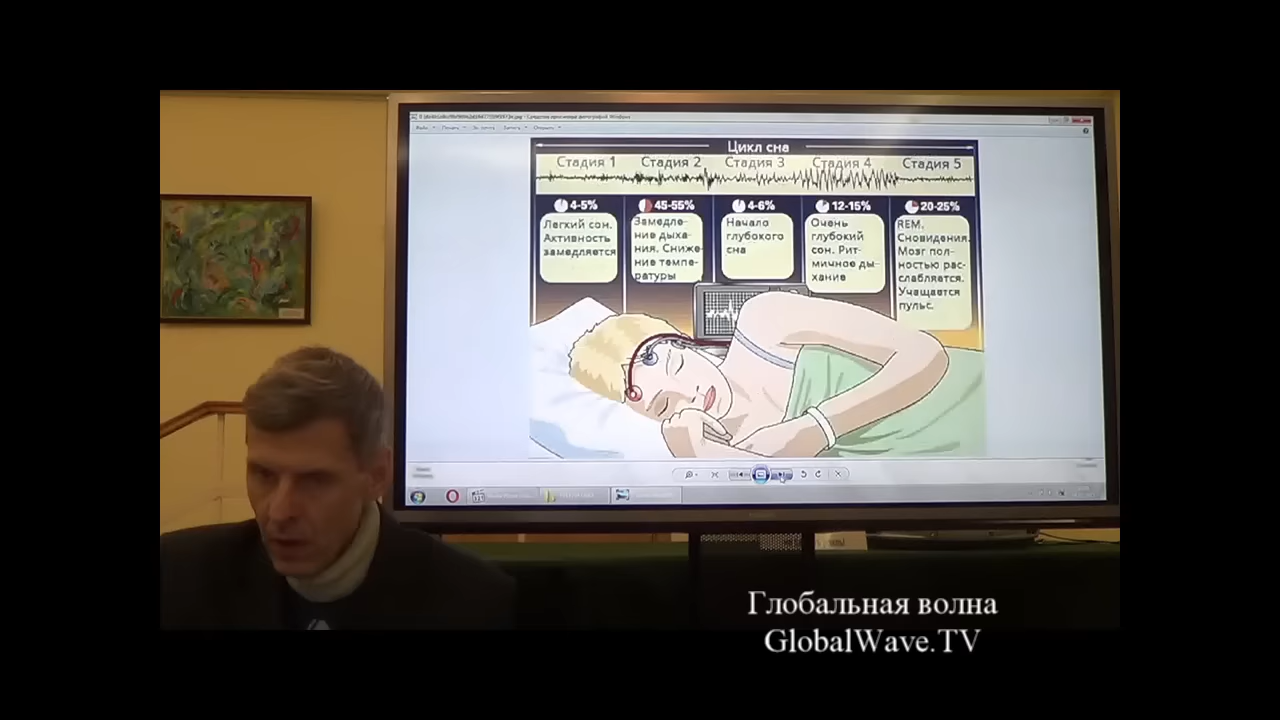 Цикл сна
Стадия 1 Стадия 2 Стадия 3 Стадия 4 Стадия 5
4-5% 45-55% 4-6% 12-15% 20-25%
Легкий сон.
Активность
замедляется
Замедле-
ние дыха-
ния. Сниже-
ние темпе-
ратуры
Начало
глубокого
сна
Очень
глубокий
сон. Рит-
мичное ды-
хание
REM.
Сновидения.
Мозг пол-
ностью рас-
слабляется.
Учащается
пульс.
Глобальная волна
GlobalWave.TV